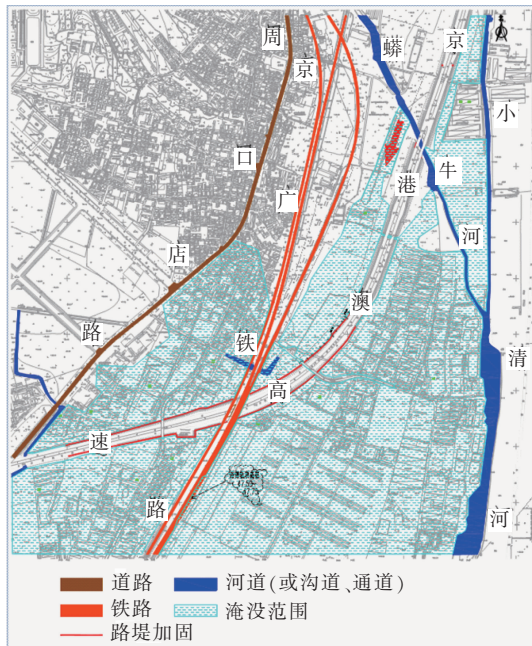 周口店路
京广铁路
蟒牛河
京港澳高速
小清河
道路
河道(或沟道、通道)
铁路
淹没范围
路堤加固